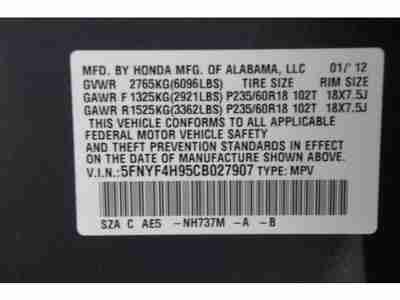 MFD. BY HONDA MFG. OF ALABAMA, LLC 01/'12
GVWR 2765KG(6096LBS) TIRE SIZE RIM SIZE
GAWR F 1325KG(2921LBS) P235/60R18 102T 18X7.5J
GAWR R 1525KG(3362LBS) P235/60R18 102T 18X7.5J
THIS VEHICLE CONFORMS TO ALL APPLICABLE
FEDERAL MOTOR VEHICLE SAFETY AND
THEFT PREVENTION STANDARDS IN EFFECT
ON THE DATE OF MANUFACTURE SHOWN ABOVE.
V.I.N.: 5FNYF4H95CB027907 TYPE: MPV
SZA C AE5 -NH737M -A -B